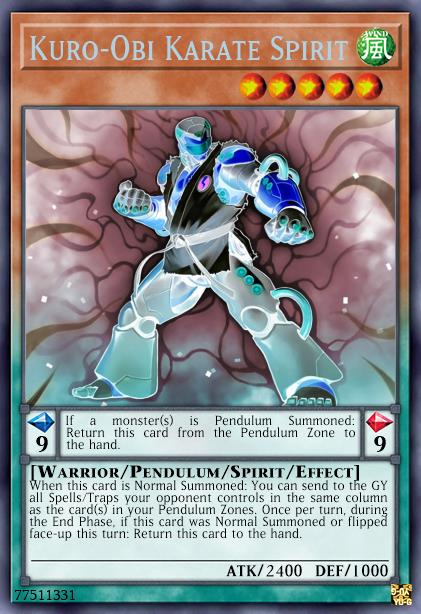 Kuro-Obi Karate Spirit
WIND
風
If a monster(s) is Pendulum Summoned:
Return this card from the Pendulum Zone to
the hand.
9
9
[Warrior/Pendulum/Spirit/Effect]
When this card is Normal Summoned: You can send to the GY
all Spells/Traps your opponent controls in the same column
as the card(s) in your Pendulum Zones. Once per turn, during
the End Phase, if this card was Normal Summoned or flipped
face-up this turn: Return this card to the hand.
ATK/2400 DEF/1000
77511331